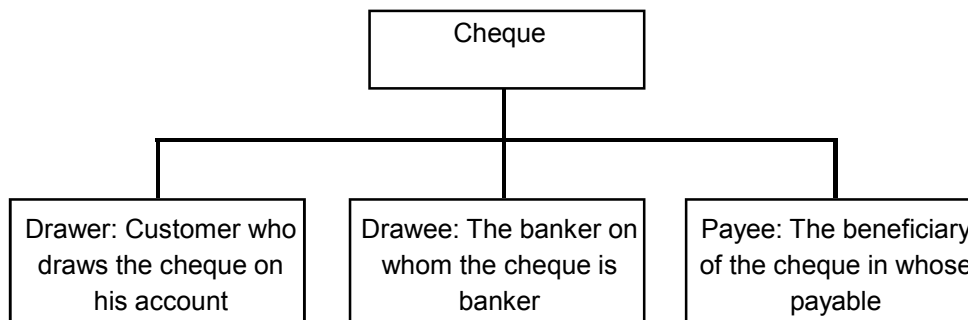 Cheque
Drawer: Customer who
draws the cheque on
his account
Drawee: The banker on
whom the cheque is
banker
Payee: The beneficiary
of the cheque in whose
payable